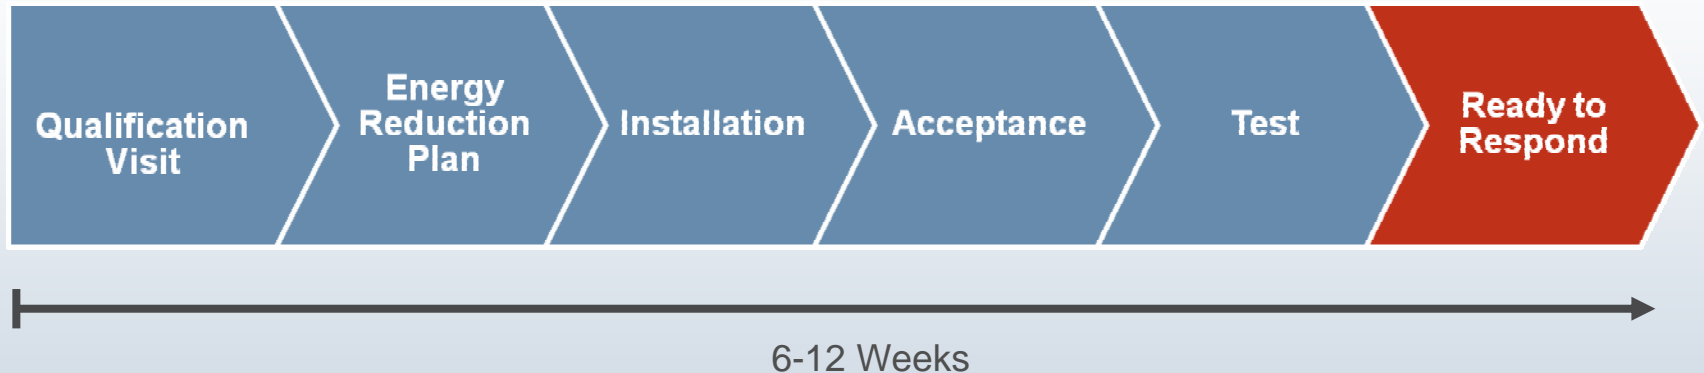 Qualification
Visit
Energy
Reduction
Plan
Installation
Acceptance
Test
Ready to
Respond
6-12 Weeks